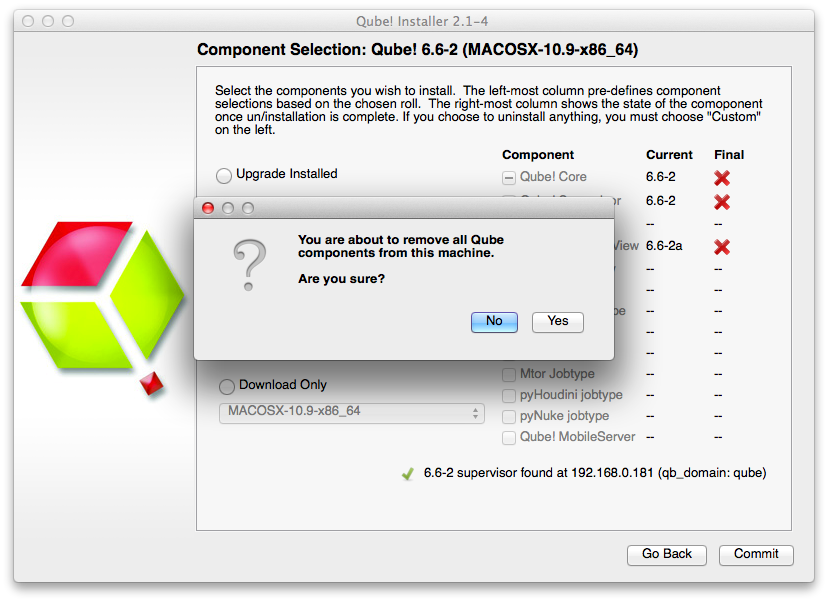 Qube! Installer 2.1-4
Component Selection: Qube! 6.6-2 (MACOSX-10.9-x86_64)
Select the components you wish to install.  The left-most column pre-defines component
selections based on the chosen roll.  The right-most column shows the state of the comoponent
once un/installation is complete. If you choose to uninstall anything, you must choose "Custom"
on the left.
Component Current Final
Upgrade Installed
Qube! Core 6.6-2
6.6-2
-- --
View 6.6-2a
-- --
-- --
-- --
-- --
-- --
You are about to remove all Qube
components from this machine.
Are you sure?
No Yes
Mtor Jobtype -- --
Download Only
pyHoudini jobtype -- --
MACOSX-10.9-x86_64
pyNuke jobtype -- --
Qube! MobileServer -- --
6.6-2 supervisor found at 192.168.0.181 (qb_domain: qube)
Go Back Commit